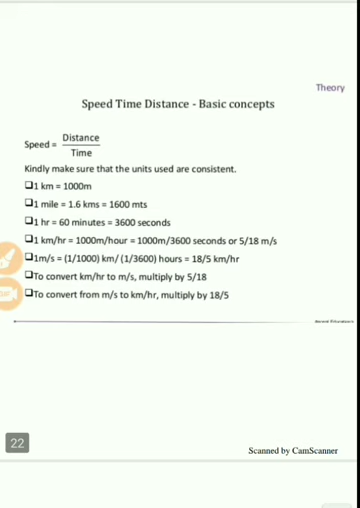 Theory
Speed Time Distance - Basic concepts
Speed = Distance
Time
Kindly make sure that the units used are consistent.
❑1 km = 1000m
❑1 mile = 1.6 kms = 1600 mts
❑1 hr = 60 minutes = 3600 seconds
❑1 km/hr = 1000m/hour = 1000m/3600 seconds or 5/18 m/s
❑1m/s = (1/1000) km/ (1/3600) hours = 18/5 km/hr
❑To convert km/hr to m/s, multiply by 5/18
❑To convert from m/s to km/hr, multiply by 18/5
22
Scanned by CamScanner